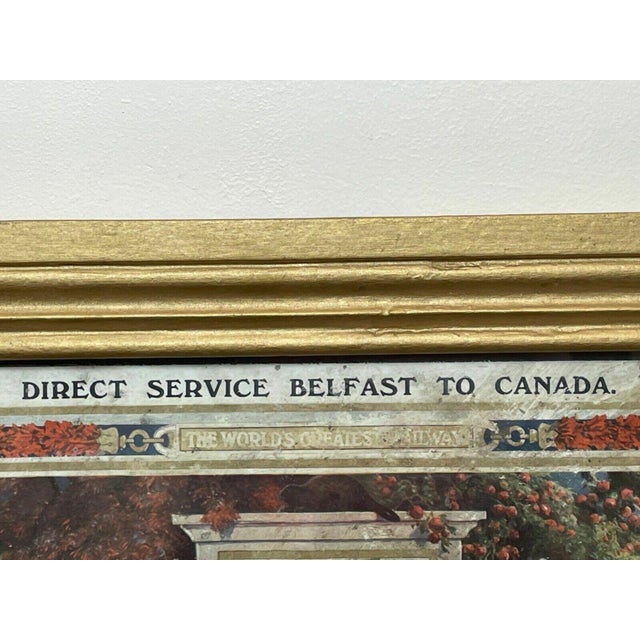 DIRECT SERVICE BELFAST TO CANADA.
THE WORLD'S GREATEST RAILWAY